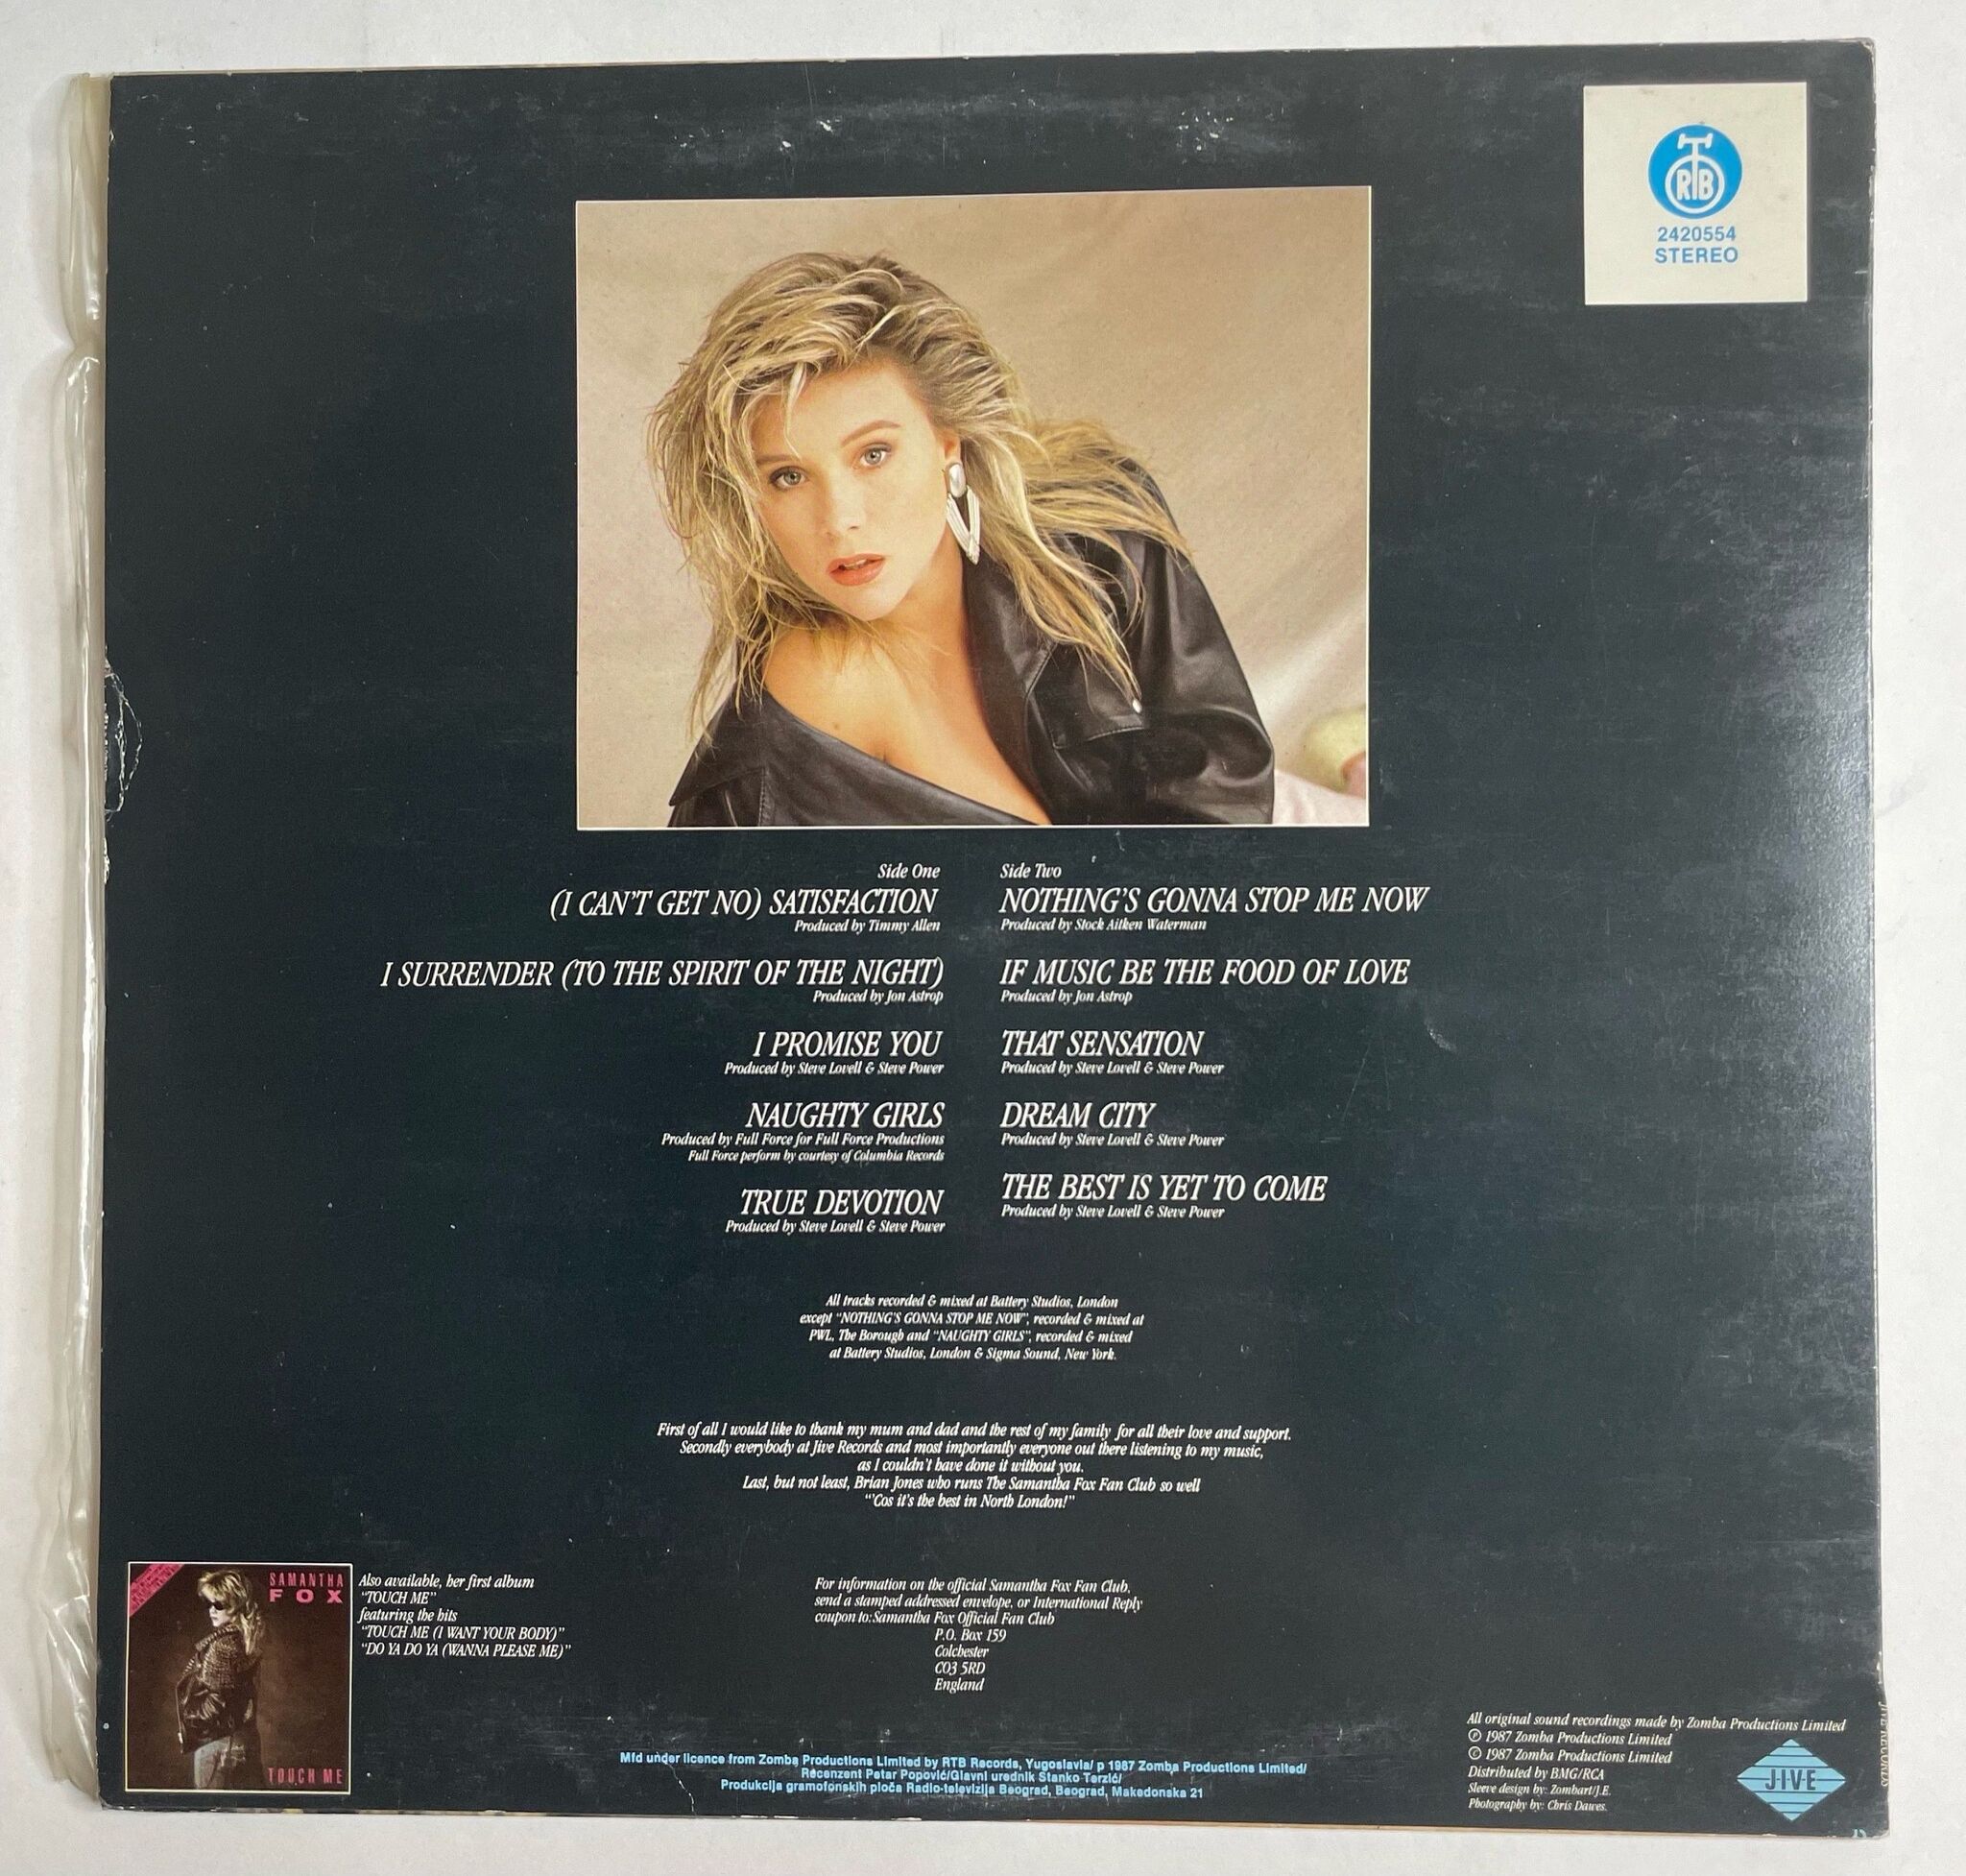 RTB
2420554
STEREO
Side One
(I CAN'T GET NO) SATISFACTION
Produced by Timmy Allen
I SURRENDER (TO THE SPIRIT OF THE NIGHT)
Produced by Jon Astrop
I PROMISE YOU
Produced by Steve Lovell & Steve Power
NAUGHTY GIRLS
Produced by Full Force for Full Force Productions
Full Force perform by courtesy of Columbia Records
TRUE DEVOTION
Produced by Steve Lovell & Steve Power
Side Two
NOTHING'S GONNA STOP ME NOW
Produced by Stock Aitken Waterman
IF MUSIC BE THE FOOD OF LOVE
Produced by Jon Astrop
THAT SENSATION
Produced by Steve Lovell & Steve Power
DREAM CITY
Produced by Steve Lovell & Steve Power
THE BEST IS YET TO COME
Produced by Steve Lovell & Steve Power
All tracks recorded & mixed at Battery Studios, London
except "NOTHING'S GONNA STOP ME NOW", recorded & mixed at
PWL, The Borough and "NAUGHTY GIRLS", recorded & mixed
at Battery Studios, London & Sigma Sound, New York.
First of all I would like to thank my mum and dad and the rest of my family for all their love and support.
Secondly everybody at Jive Records and most importantly everyone out there listening to my music,
as I couldn't have done it without you.
Last, but not least, Brian Jones who runs The Samantha Fox Fan Club so well
"'Cos it's the best in North London!"
SAMANTHA
FOX
TOUCH ME
Also available, her first album
"TOUCH ME"
featuring the hits
"TOUCH ME (I WANT YOUR BODY)"
"DO YA DO YA (WANNA PLEASE ME)"
For information on the official Samantha Fox Fan Club,
send a stamped addressed envelope, or International Reply
coupon to: Samantha Fox Official Fan Club
P.O. Box 159
Colchester
CO3 5RD
England
Mfd under licence from Zomba Productions Limited by RTB Records, Yugoslavia/ p 1987 Zomba Productions Limited/
Recenzent Petar Popović/Glavni urednik Stanko Terzić/
Produkcija gramofonskih ploča Radio-televizija Beograd, Beograd, Makedonska 21
All original sound recordings made by Zomba Productions Limited
℗ 1987 Zomba Productions Limited
© 1987 Zomba Productions Limited
Distributed by BMG/RCA
Sleeve design by: Zombart/J.E.
Photography by: Chris Dawes.
J·I·V·E
JIVE RECORDS